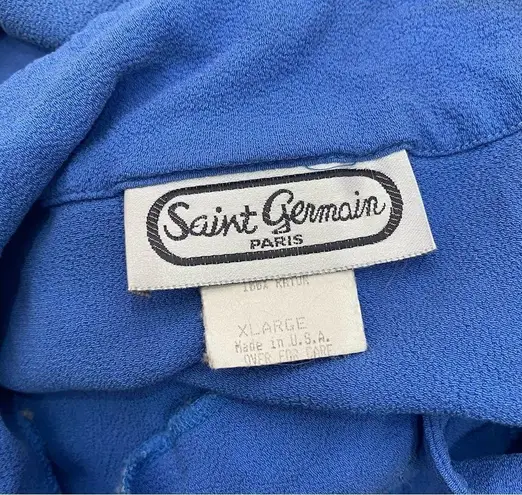 Saint Germain
PARIS
100% RAYON
XLARGE
Made in U.S.A.
OVER FOR CARE